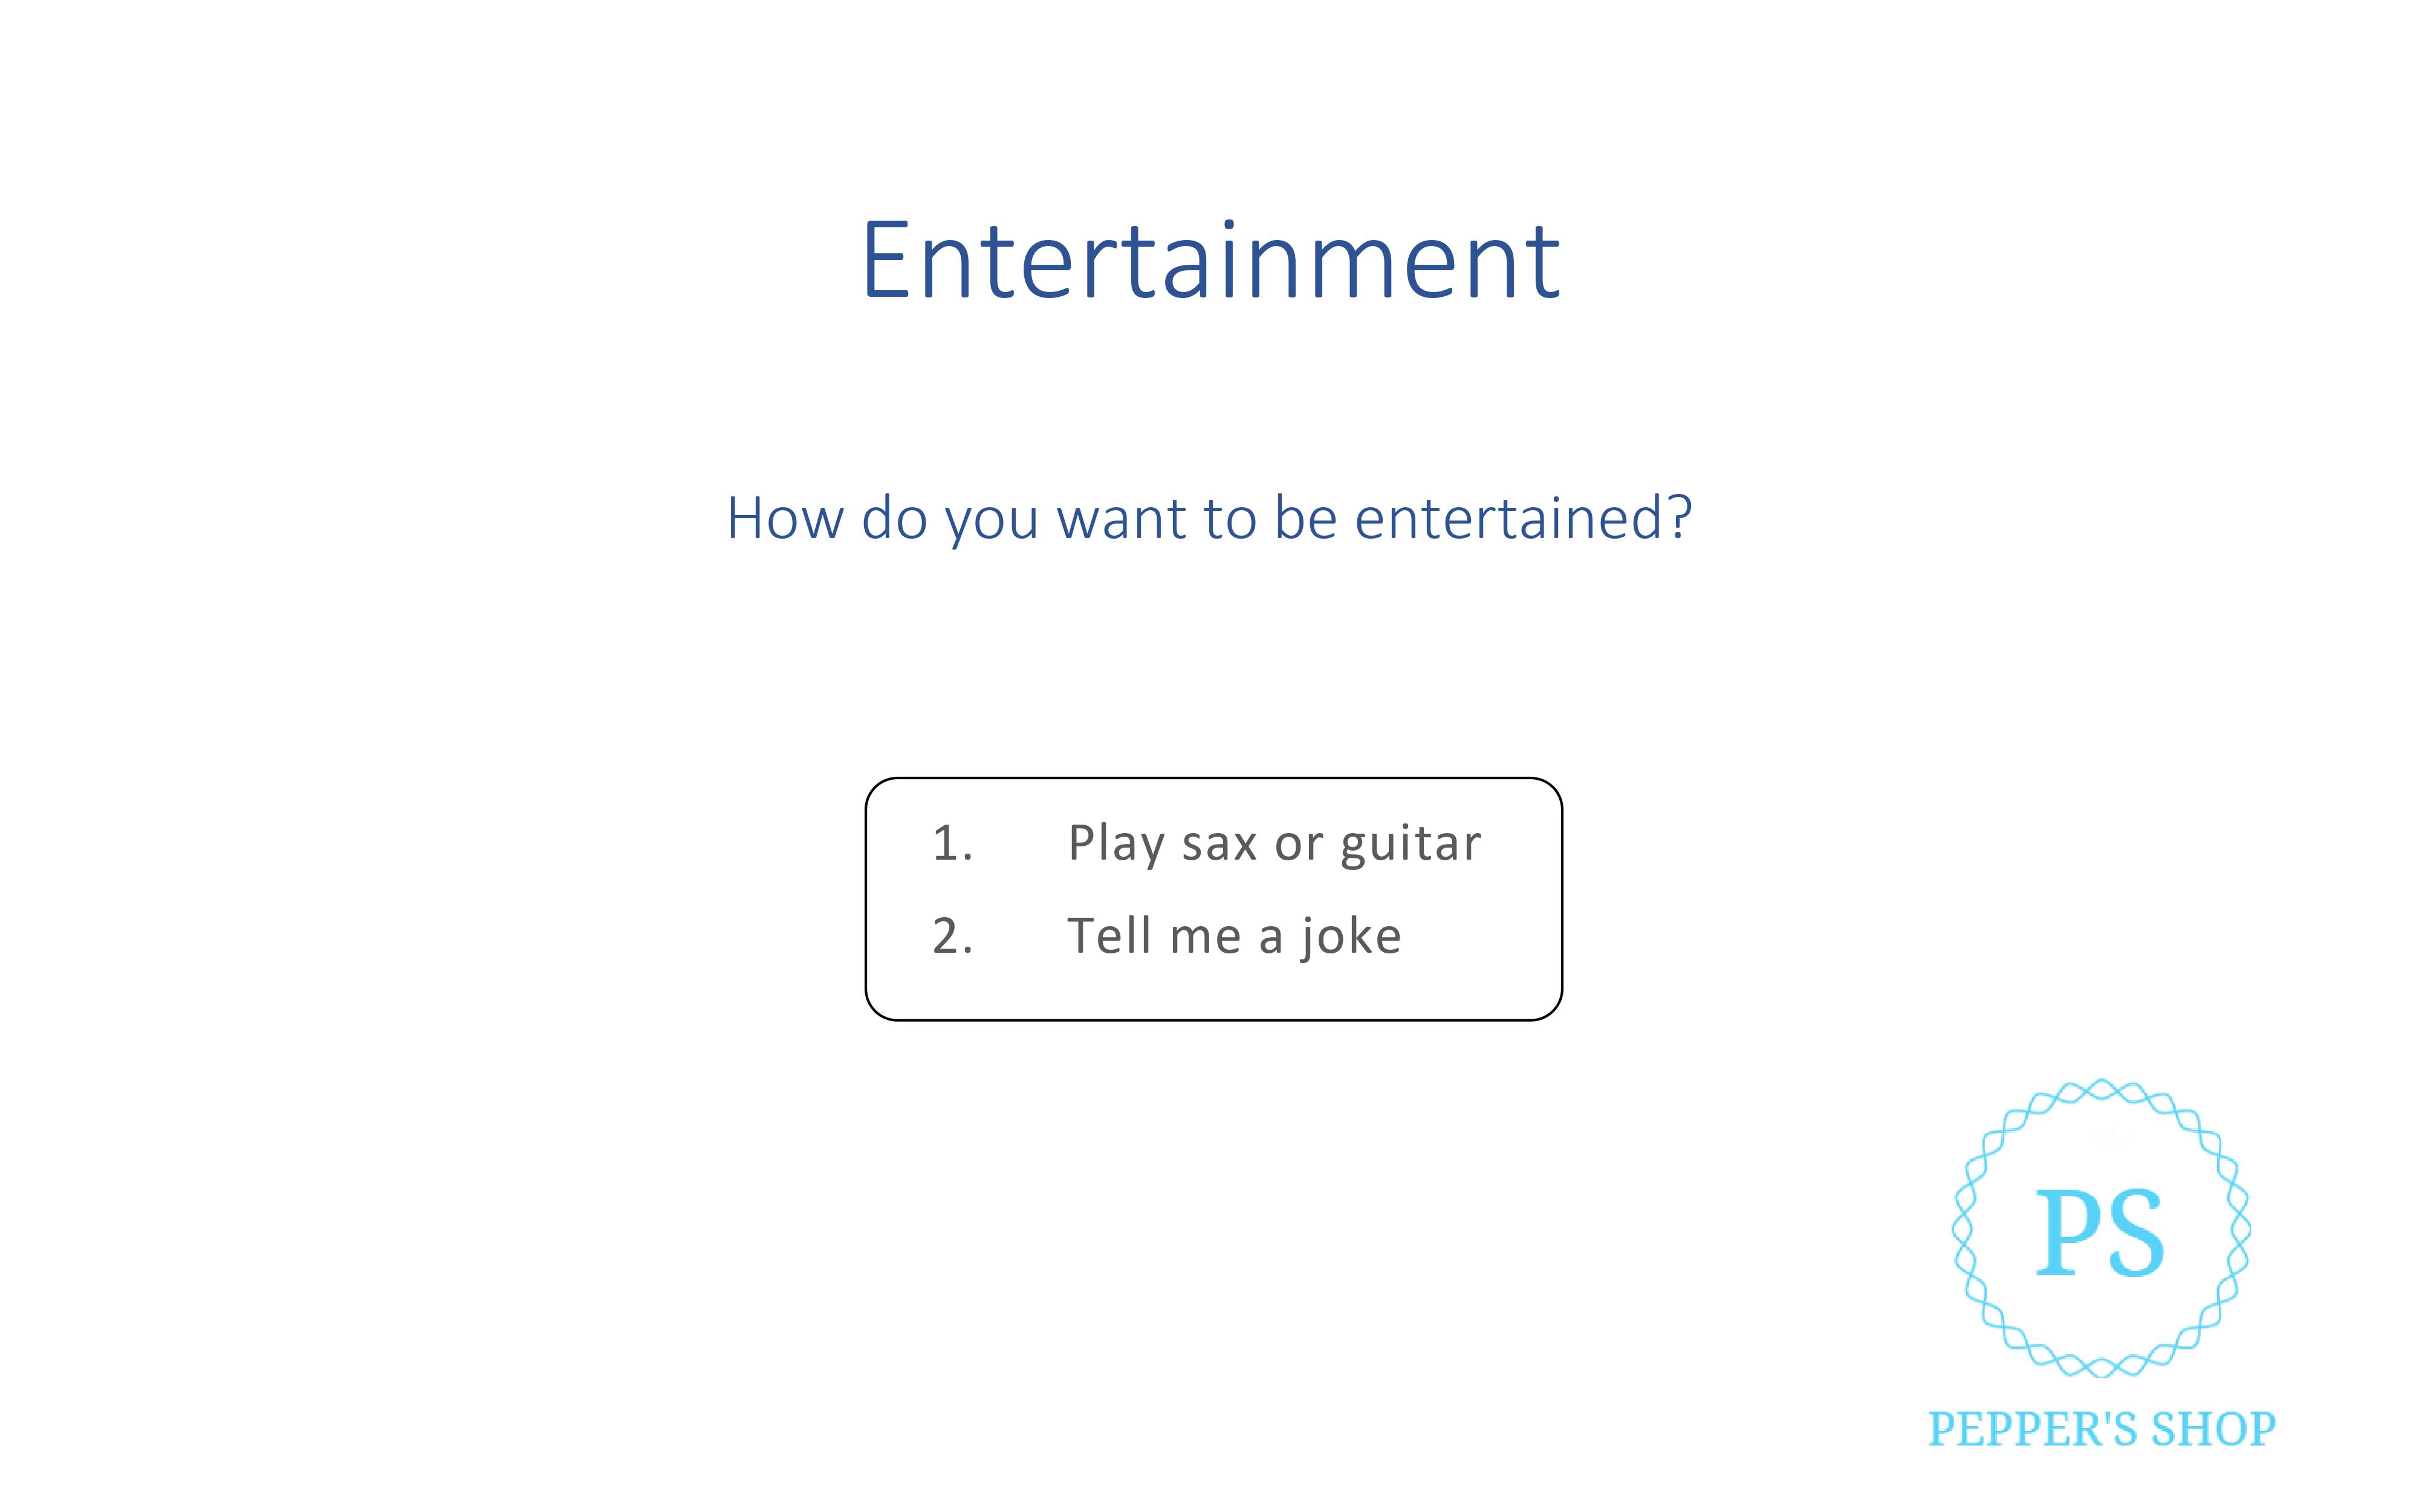 Entertainment
How do you want to be entertained?
1. Play sax or guitar
2. Tell me a joke
PS
PEPPER'S SHOP